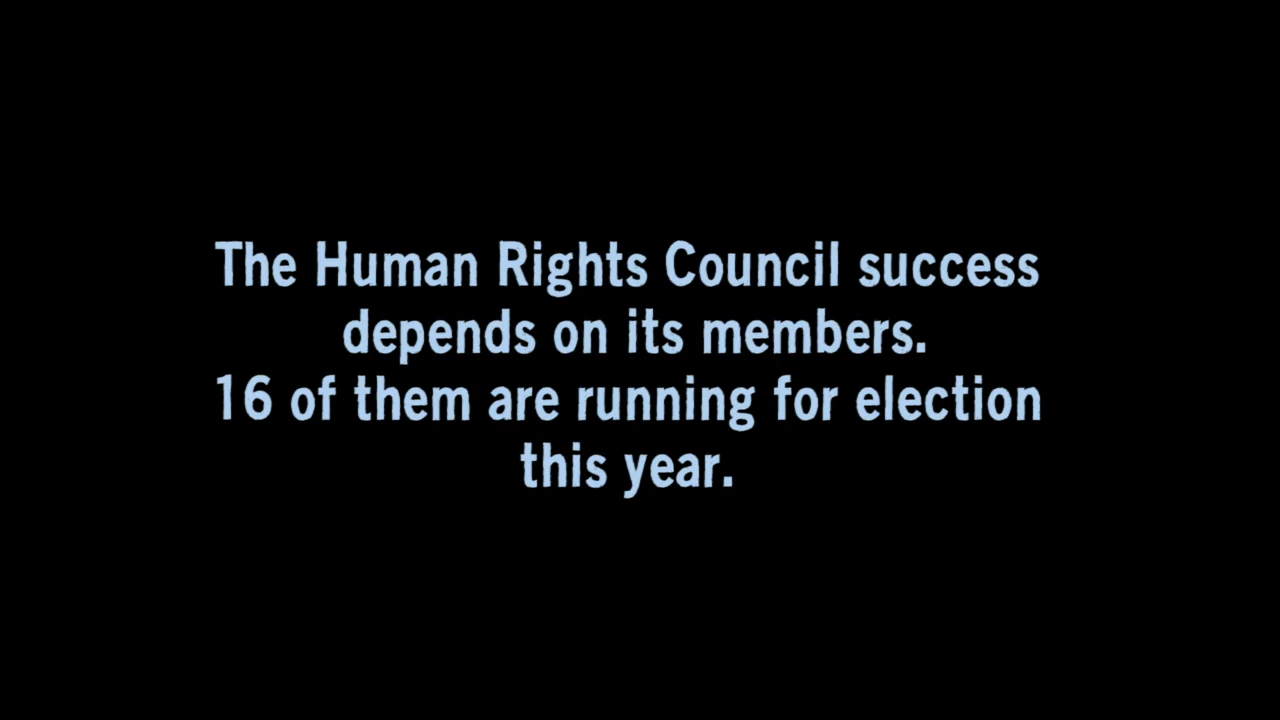 The Human Rights Council success
depends on its members.
16 of them are running for election
this year.